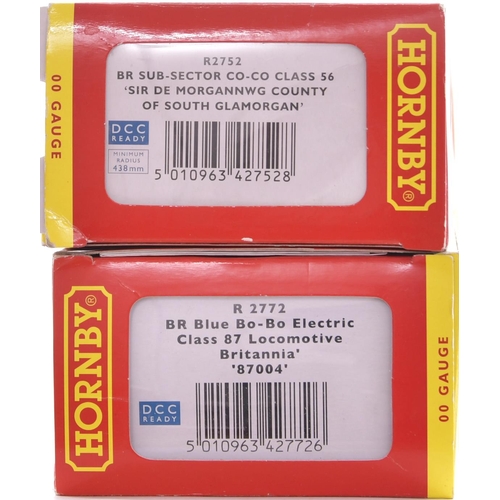 00 GAUGE
R2752
BR SUB-SECTOR CO-CO CLASS 56
‘SIR DE MORGANNWG COUNTY
OF SOUTH GLAMORGAN’
DCC
READY
MINIMUM
RADIUS
438mm
5 010963 427528
HORNBY®
HORNBY®
R 2772
BR Blue Bo-Bo Electric
Class 87 Locomotive
Britannia'
'87004'
DCC
READY
5 010963 427726
00 GAUGE